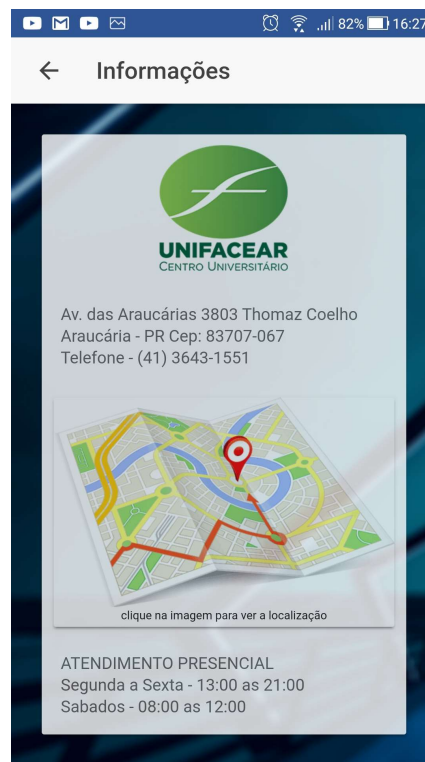 82% 16:27
Informações
UNIFACEAR
CENTRO UNIVERSITÁRIO
Av. das Araucárias 3803 Thomaz Coelho
Araucária - PR Cep: 83707-067
Telefone - (41) 3643-1551
clique na imagem para ver a localização
ATENDIMENTO PRESENCIAL
Segunda a Sexta - 13:00 as 21:00
Sabados - 08:00 as 12:00